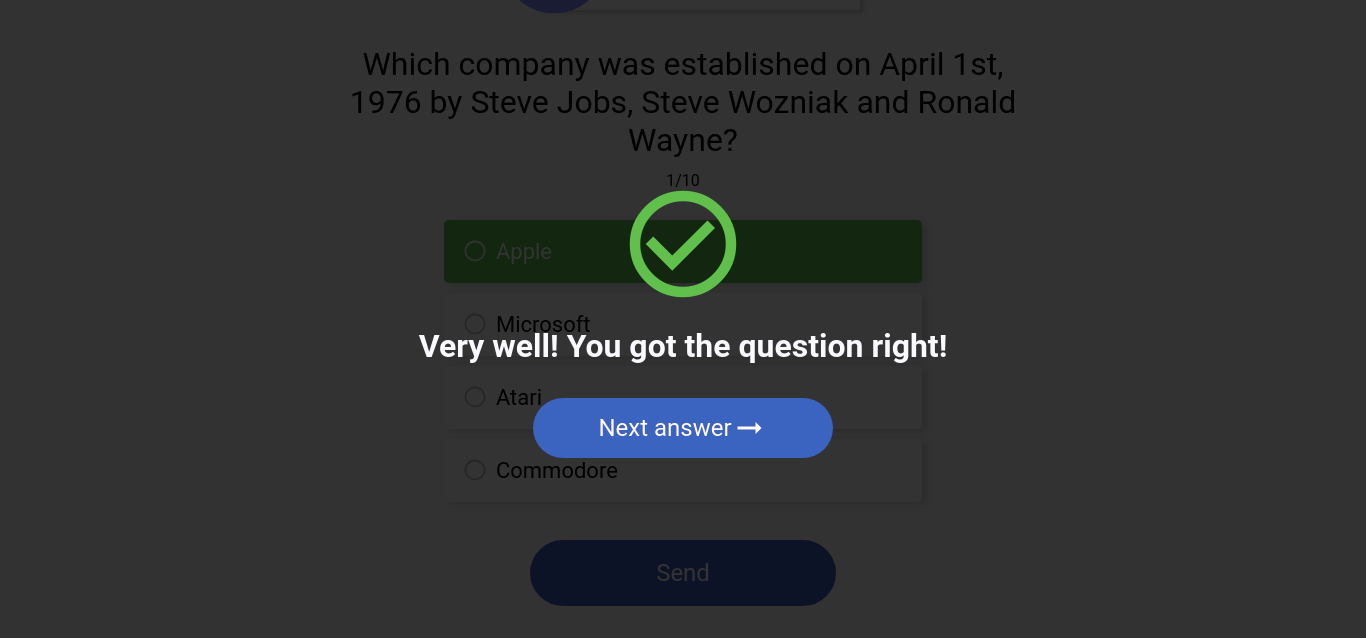 Which company was established on April 1st,
1976 by Steve Jobs, Steve Wozniak and Ronald
Wayne?
1/10
Apple
Microsoft
Very well! You got the question right!
Atari
Next answer
Commodore
Send